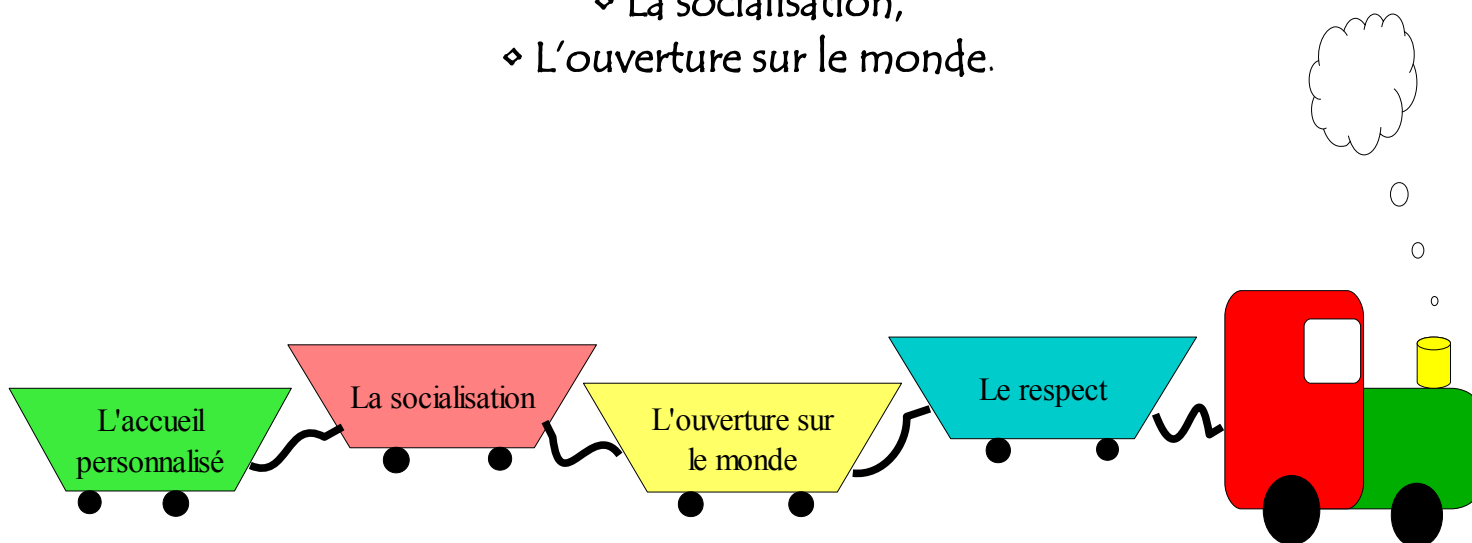 ❖ La socialisation,
❖ L'ouverture sur le monde.
L'accueil
personnalisé
La socialisation
L'ouverture sur
le monde
Le respect